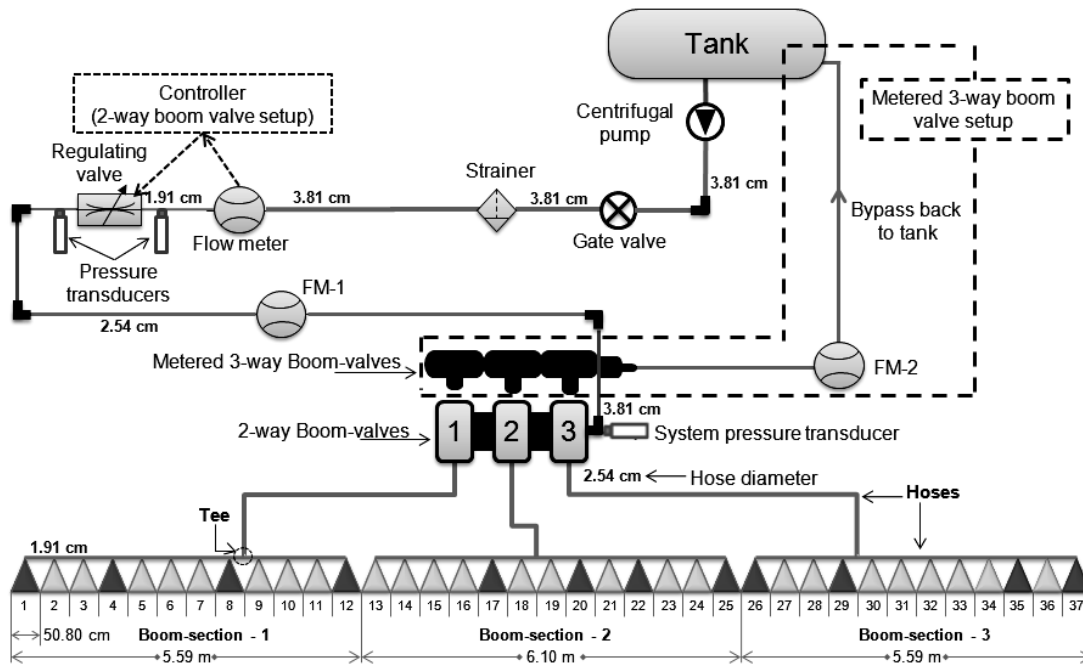 Tank
Controller
(2-way boom valve setup)
Centrifugal
pump
Metered 3-way boom
valve setup
Regulating
valve
Strainer
1.91 cm
3.81 cm
3.81 cm
3.81 cm
Flow meter
Gate valve
Bypass back
to tank
Pressure
transducers
FM-1
2.54 cm
Metered 3-way Boom-valves
FM-2
3.81 cm
2-way Boom-valves
1
2
3
System pressure transducer
2.54 cm
Hose diameter
Tee
Hoses
1.91 cm
1 2 3 4 5 6 7 8 9 10 11 12 13 14 15 16 17 18 19 20 21 22 23 24 25 26 27 28 29 30 31 32 33 34 35 36 37
50.80 cm
Boom-section - 1
Boom-section - 2
Boom-section - 3
5.59 m
6.10 m
5.59 m